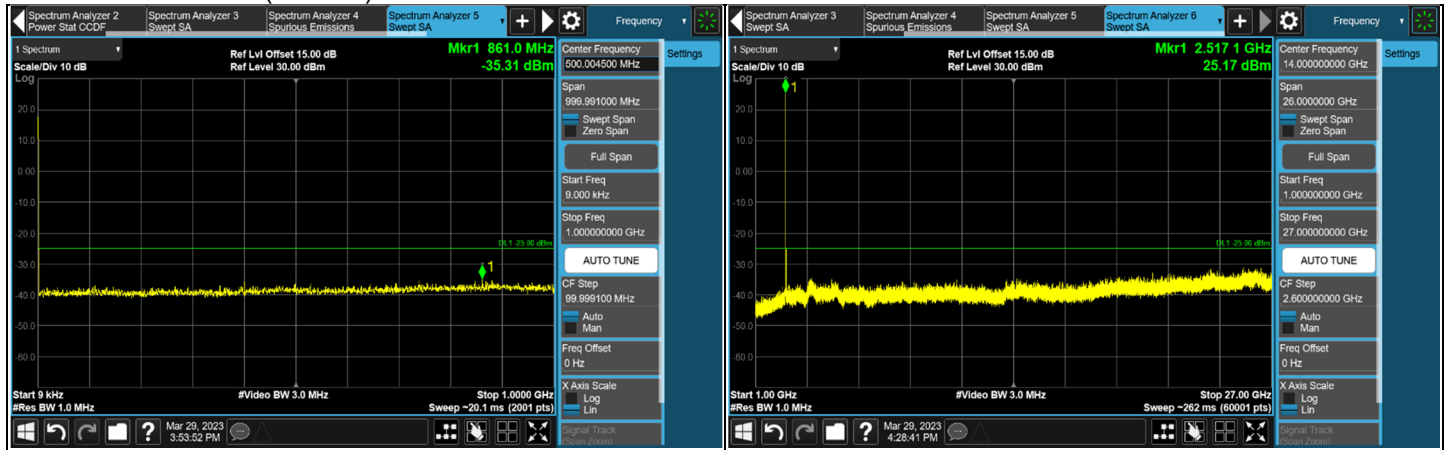 Spectrum Analyzer 2
Power Stat CCDF
Spectrum Analyzer 3
Swept SA
Spectrum Analyzer 4
Spurious Emissions
Spectrum Analyzer 5
Swept SA
Frequency
1 Spectrum
Scale/Div 10 dB
Log
Ref Lvl Offset 15.00 dB
Ref Level 30.00 dBm
Mkr1 861.0 MHz
-35.31 dBm
20.0
10.0
0.00
-10.0
-20.0
-30.0
-40.0
-50.0
-60.0
DL1 -25.00 dBm
1
Start 9 kHz
#Res BW 1.0 MHz
#Video BW 3.0 MHz
Stop 1.0000 GHz
Sweep ~20.1 ms (2001 pts)
Mar 29, 2023
3:53:52 PM
Center Frequency
500.004500 MHz
Settings
Span
999.991000 MHz
Swept Span
Zero Span
Full Span
Start Freq
9.000 kHz
Stop Freq
1.000000000 GHz
AUTO TUNE
CF Step
99.999100 MHz
Auto
Man
Freq Offset
0 Hz
X Axis Scale
Log
Lin
Signal Track
(Span Zoom)
Spectrum Analyzer 3
Swept SA
Spectrum Analyzer 4
Spurious Emissions
Spectrum Analyzer 5
Swept SA
Spectrum Analyzer 6
Swept SA
Frequency
1 Spectrum
Scale/Div 10 dB
Log
Ref Lvl Offset 15.00 dB
Ref Level 30.00 dBm
Mkr1 2.517 1 GHz
25.17 dBm
1
20.0
10.0
0.00
-10.0
-20.0
-30.0
-40.0
-50.0
-60.0
DL1 -25.00 dBm
Start 1.00 GHz
#Res BW 1.0 MHz
#Video BW 3.0 MHz
Stop 27.00 GHz
Sweep ~262 ms (60001 pts)
Mar 29, 2023
4:28:41 PM
Center Frequency
14.000000000 GHz
Settings
Span
26.0000000 GHz
Swept Span
Zero Span
Full Span
Start Freq
1.000000000 GHz
Stop Freq
27.000000000 GHz
AUTO TUNE
CF Step
2.600000000 GHz
Auto
Man
Freq Offset
0 Hz
X Axis Scale
Log
Lin
Signal Track
(Span Zoom)